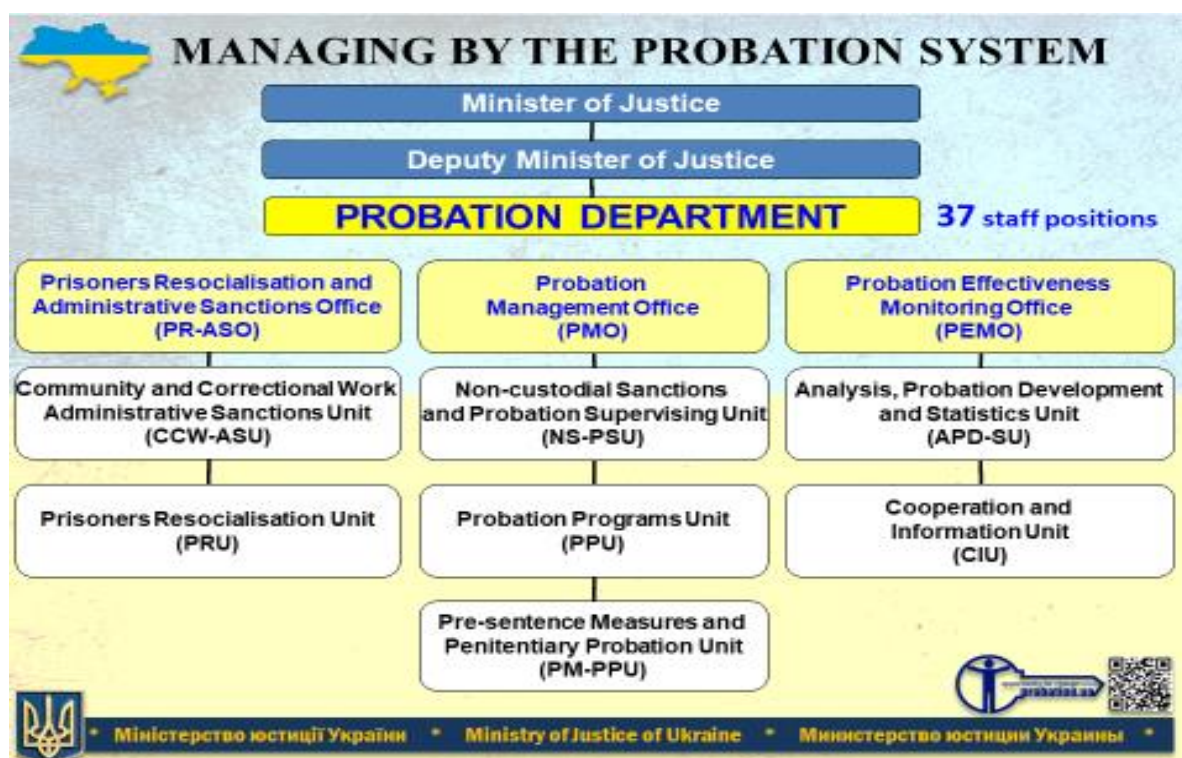 MANAGING BY THE PROBATION SYSTEM
Minister of Justice
Deputy Minister of Justice
PROBATION DEPARTMENT
37 staff positions
Prisoners Resocialisation and
Administrative Sanctions Office
(PR-ASO)
Probation
Management Office
(PMO)
Probation Effectiveness
Monitoring Office
(PEMO)
Community and Correctional Work
Administrative Sanctions Unit
(CCW-ASU)
Non-custodial Sanctions
and Probation Supervising Unit
(NS-PSU)
Analysis, Probation Development
and Statistics Unit
(APD-SU)
Prisoners Resocialisation Unit
(PRU)
Probation Programs Unit
(PPU)
Cooperation and
Information Unit
(CIU)
Pre-sentence Measures and
Penitentiary Probation Unit
(PM-PPU)
probation.ua
* Міністерство юстиції України * Ministry of Justice of Ukraine * Министерство юстиции Украины *